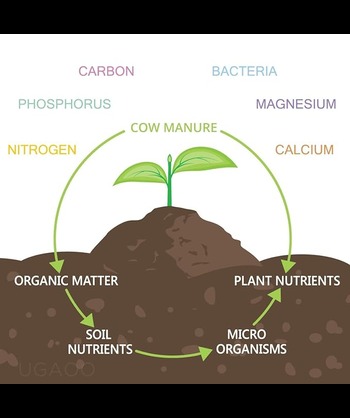 CARBON
BACTERIA
PHOSPHORUS
MAGNESIUM
COW MANURE
NITROGEN
CALCIUM
ORGANIC MATTER
PLANT NUTRIENTS
SOIL
NUTRIENTS
MICRO
ORGANISMS
UGAOO